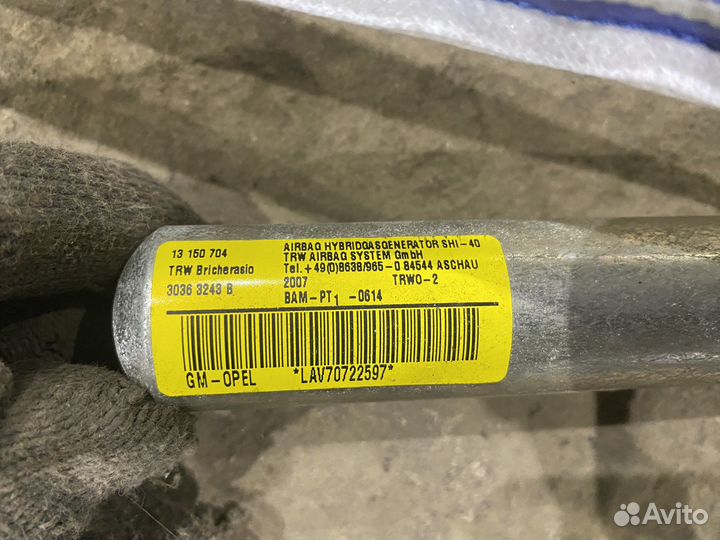 13 150 704
TRW Bricherasio
3036 3243 B
AIRBAG HYBRIDGASGENERATOR SHI-40
TRW AIRBAG SYSTEM GmbH
Tel.+49(0)8638/965-0 84544 ASCHAU
2007 TRWO-2
BAM-PT1 -0614
GM-OPEL *LAV70722597*
Avito